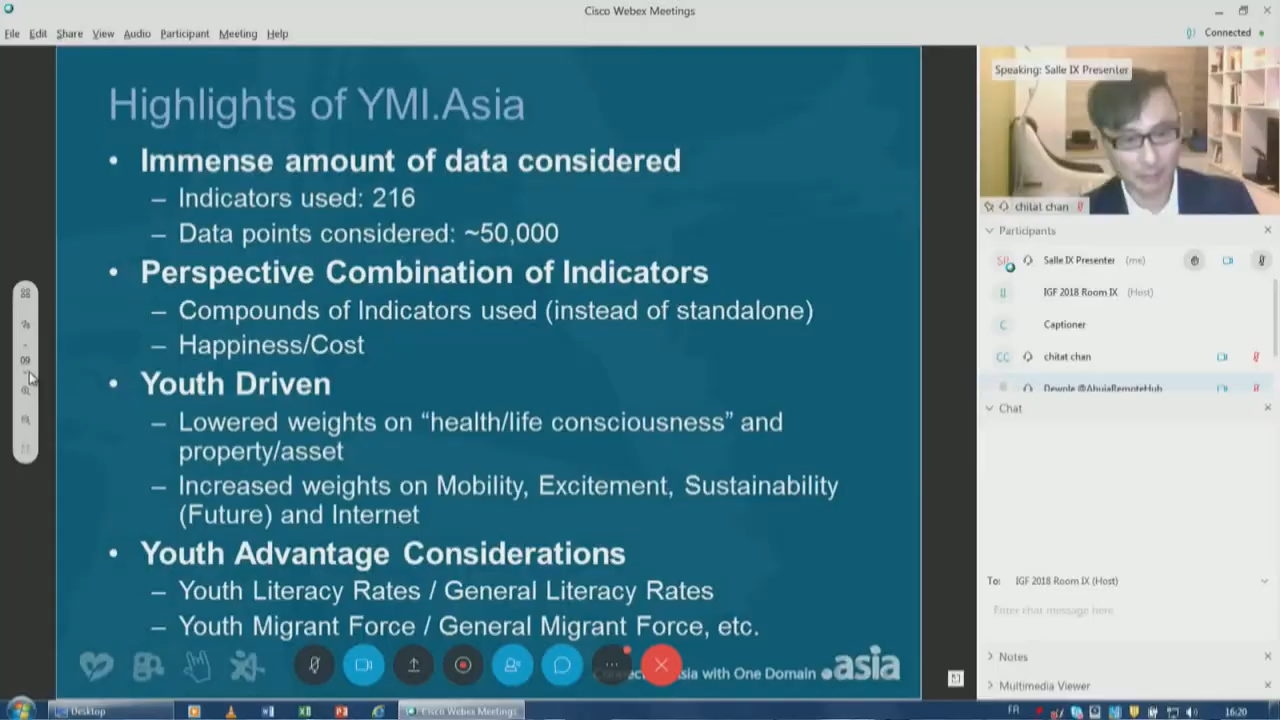 Cisco Webex Meetings
File Edit Share View Audio Participant Meeting Help
Connected
Highlights of YMI.Asia
• Immense amount of data considered
– Indicators used: 216
– Data points considered: ~50,000
• Perspective Combination of Indicators
– Compounds of Indicators used (instead of standalone)
– Happiness/Cost
• Youth Driven
– Lowered weights on “health/life consciousness” and
property/asset
– Increased weights on Mobility, Excitement, Sustainability
(Future) and Internet
• Youth Advantage Considerations
– Youth Literacy Rates / General Literacy Rates
– Youth Migrant Force / General Migrant Force, etc.
sia with One Domain
asia
09
Speaking: Salle IX Presenter
chitat chan
Participants
Salle IX Presenter (me)
IGF 2018 Room IX (Host)
C Captioner
CC chitat chan
Dewole @AbujaRemoteHub
Chat
To: IGF 2018 Room IX (Host)
Enter chat message here
Notes
Multimedia Viewer
Desktop
Cisco Webex Meetings
FR
16:20